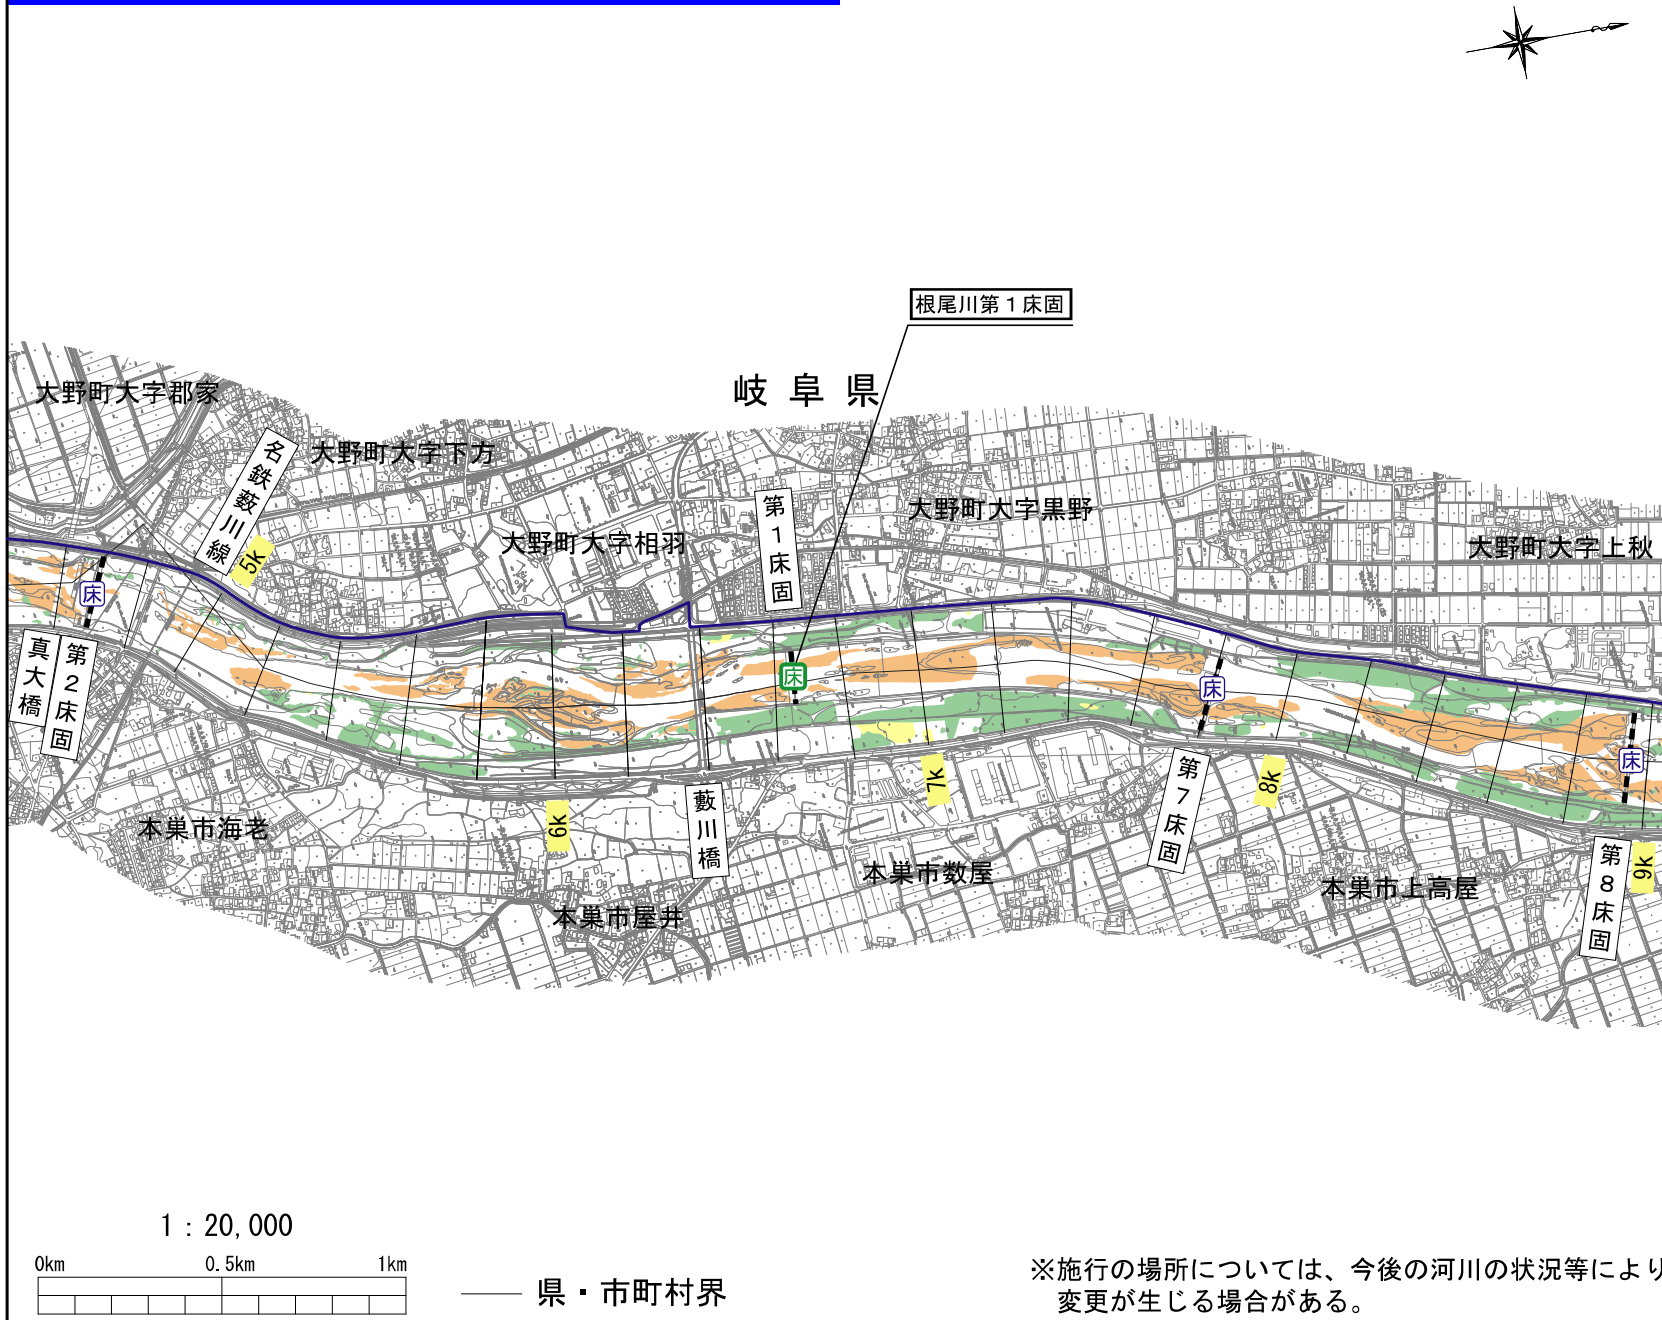 根尾川第１床固
岐阜県
大野町大字郡家
名鉄薮川線
大野町大字下方
5K
大野町大字相羽
第１床固
大野町大字黒野
大野町大字上秋
床
床
床
床
真大橋
第２床固
本巣市海老
6K
藪川橋
7K
本巣市数屋
本巣市屋井
第７床固
8K
本巣市上高屋
第８床固
9K
1：20,000
0km 0.5km 1km
県・市町村界
※施行の場所については、今後の河川の状況等により
変更が生じる場合がある。